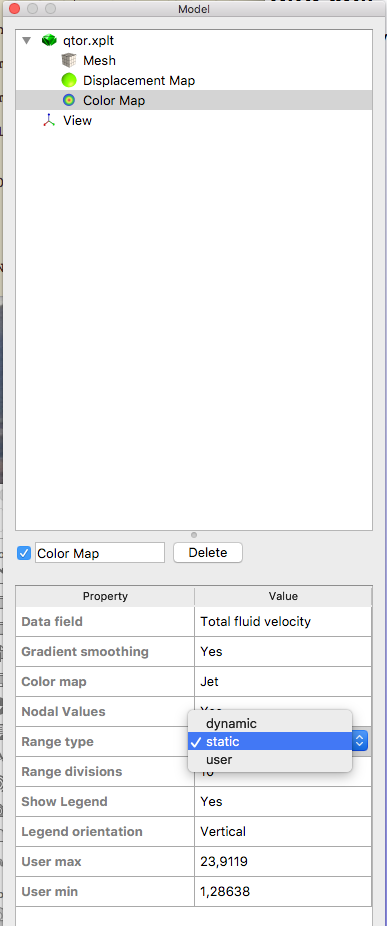 Model
qtor.xplt
Mesh
Displacement Map
Color Map
View
Color Map Delete
Property Value
Data field Total fluid velocity
Gradient smoothing Yes
Color map Jet
Nodal Values
dynamic
Range type ✓ static
user
Range divisions 10
Show Legend Yes
Legend orientation Vertical
User max 23,9119
User min 1,28638